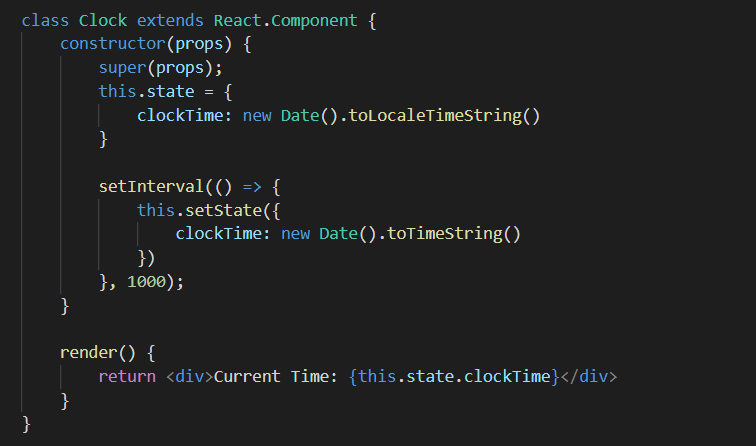 class Clock extends React.Component {
    constructor(props) {
        super(props);
        this.state = {
            clockTime: new Date().toLocaleTimeString()
        }

        setInterval(() => {
            this.setState({
                clockTime: new Date().toTimeString()
            })
        }, 1000);
    }

    render() {
        return <div>Current Time: {this.state.clockTime}</div>
    }
}